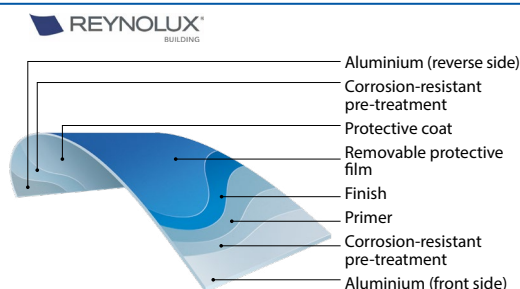 REYNOLUX®
BUILDING
Aluminium (reverse side)
Corrosion-resistant
pre-treatment
Protective coat
Removable protective
film
Finish
Primer
Corrosion-resistant
pre-treatment
Aluminium (front side)